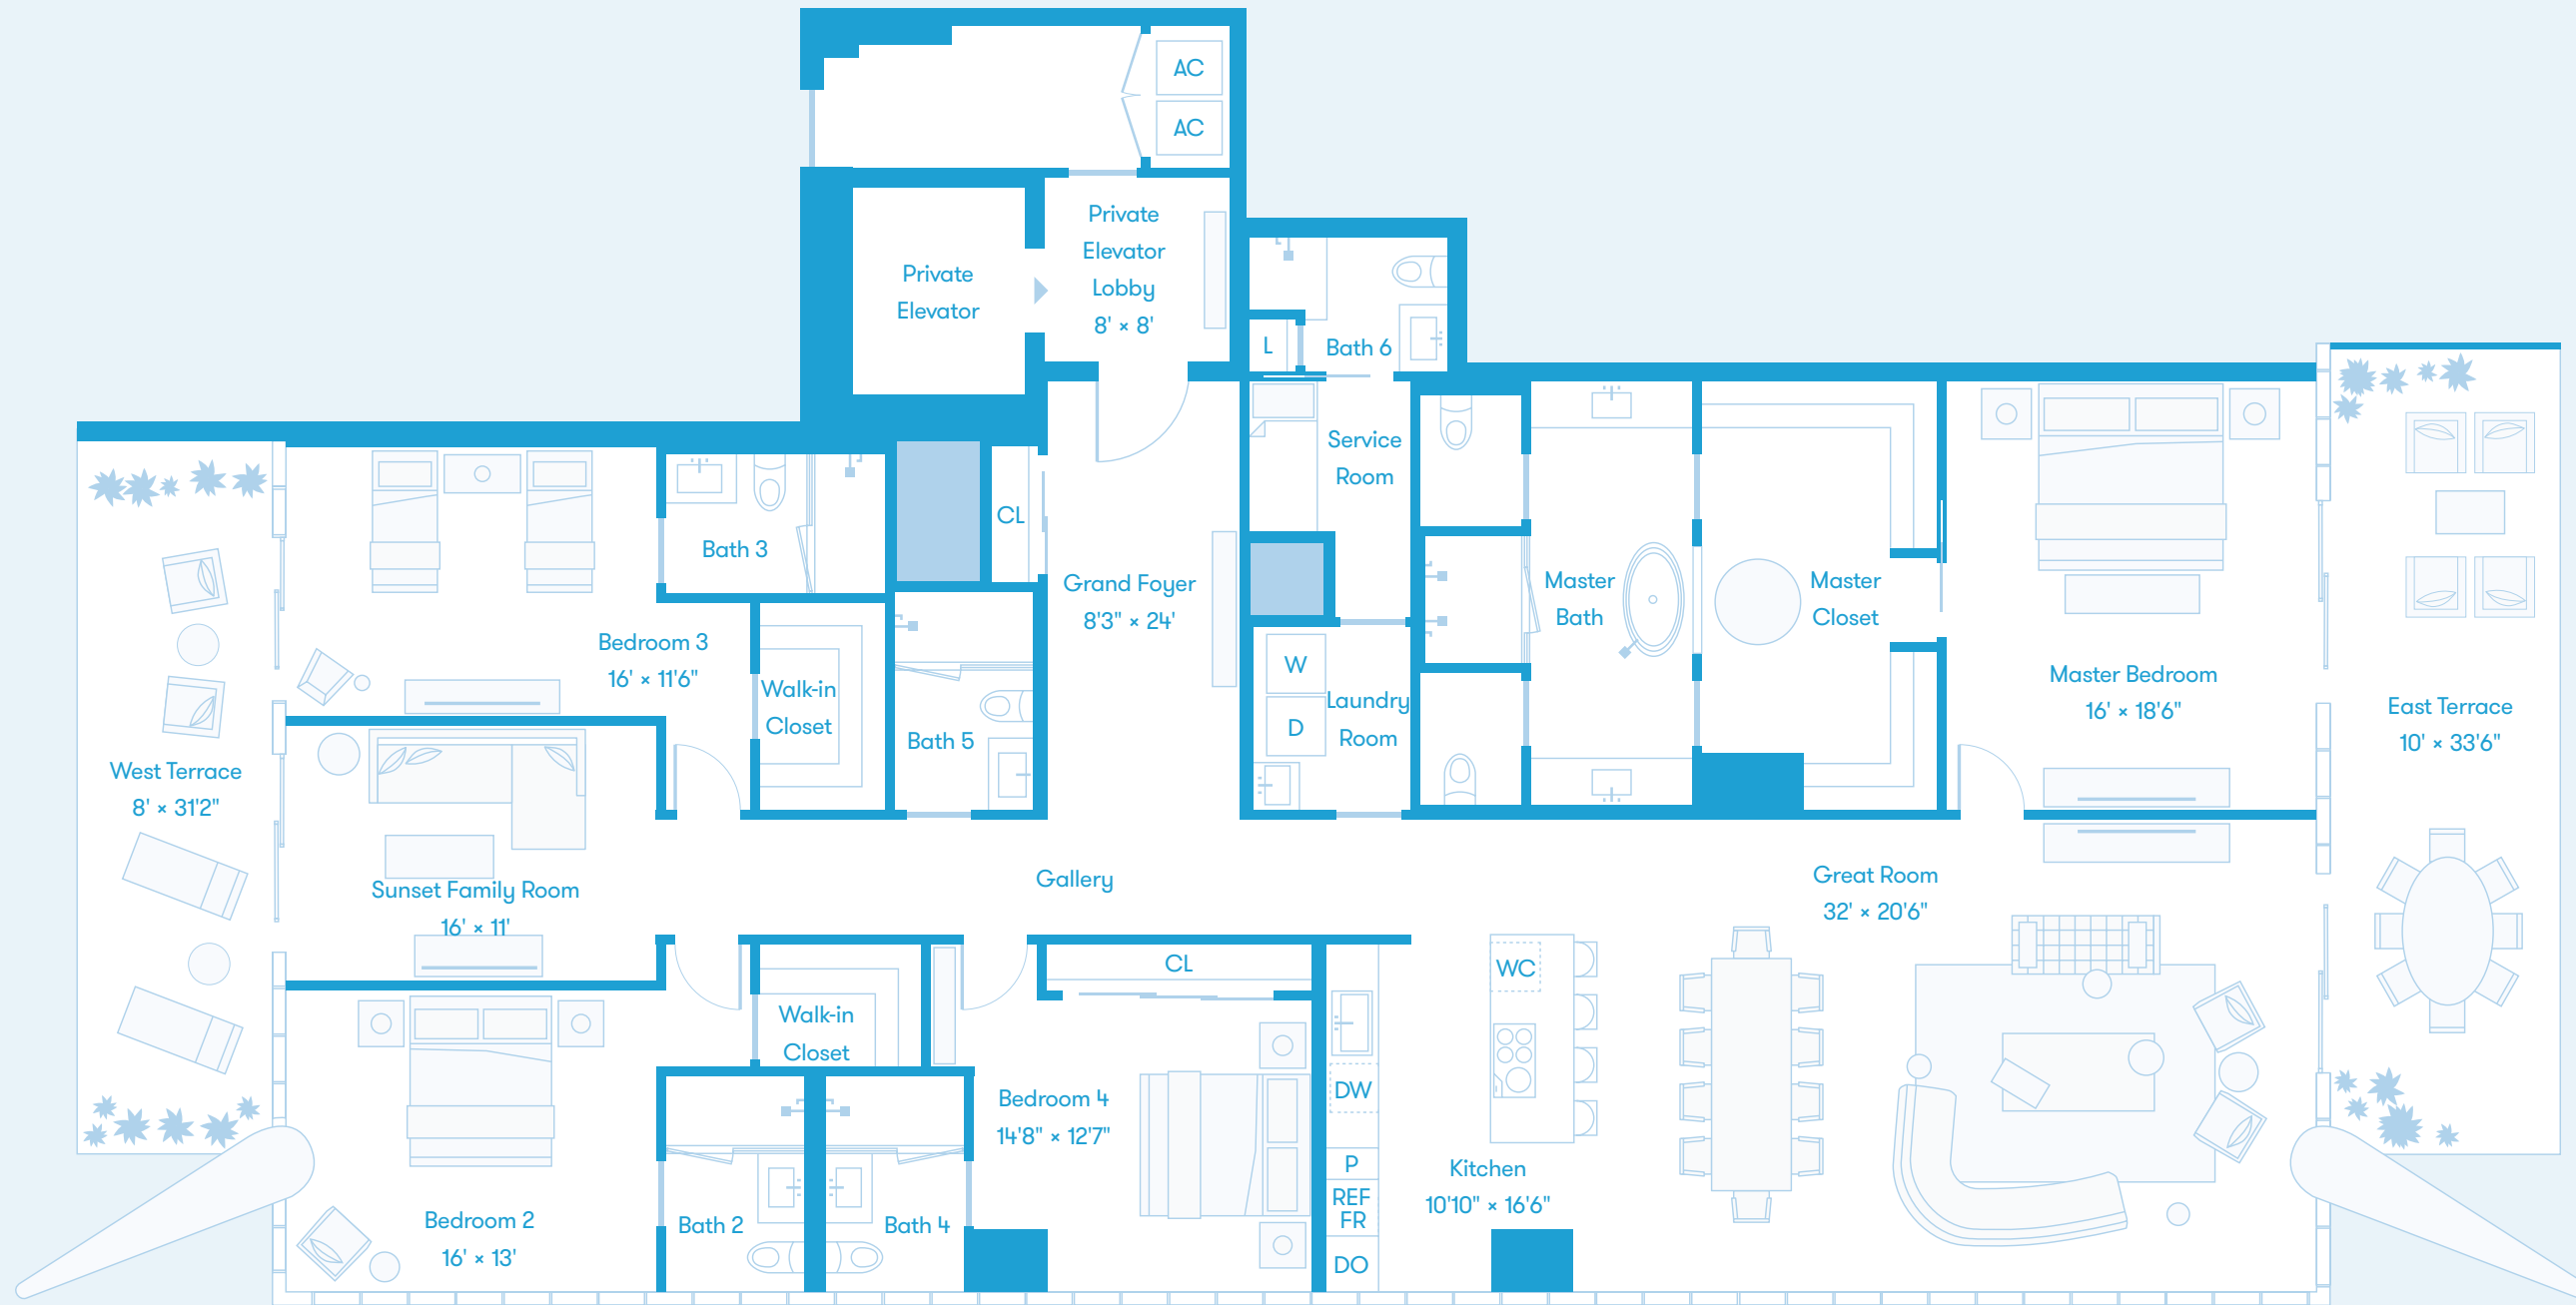 AC
AC
Private
Elevator
Private
Elevator
Lobby
8' × 8'
L
Bath 6
Service
Room
CL
Bath 3
Grand Foyer
8'3" × 24'
Master
Bath
Master
Closet
Bedroom 3
16' × 11'6"
Walk-in
Closet
Bath 5
W
D
Laundry
Room
Master Bedroom
16' × 18'6"
East Terrace
10' × 33'6"
West Terrace
8' × 31'2"
Sunset Family Room
16' × 11'
Gallery
Great Room
32' × 20'6"
CL
WC
Walk-in
Closet
Bedroom 4
14'8" × 12'7"
DW
P
REF
FR
DO
Kitchen
10'10" × 16'6"
Bedroom 2
16' × 13'
Bath 2
Bath 4